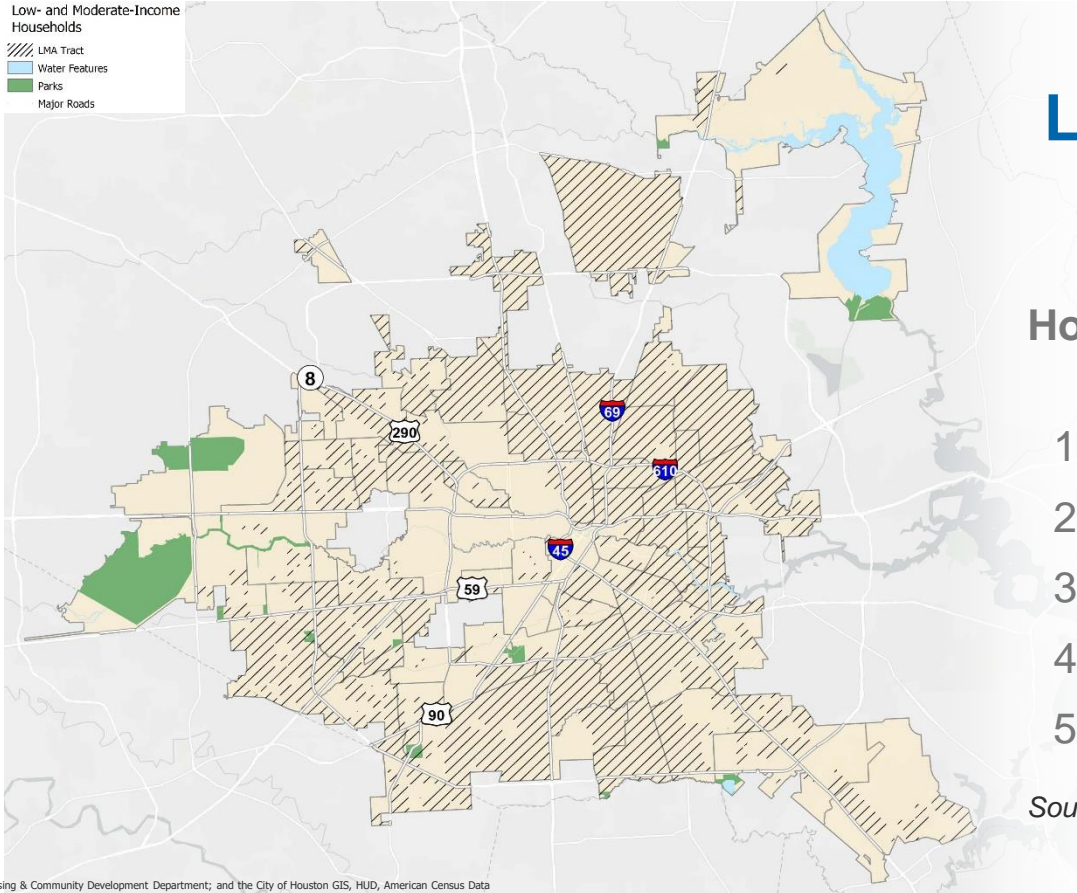 Low- and Moderate-Income
Households
LMA Tract
Water Features
Parks
Major Roads
L
8
69
290
610
45
59
90
Ho
1
2
3
4
5
Sou
sing & Community Development Department; and the City of Houston GIS, HUD, American Census Data